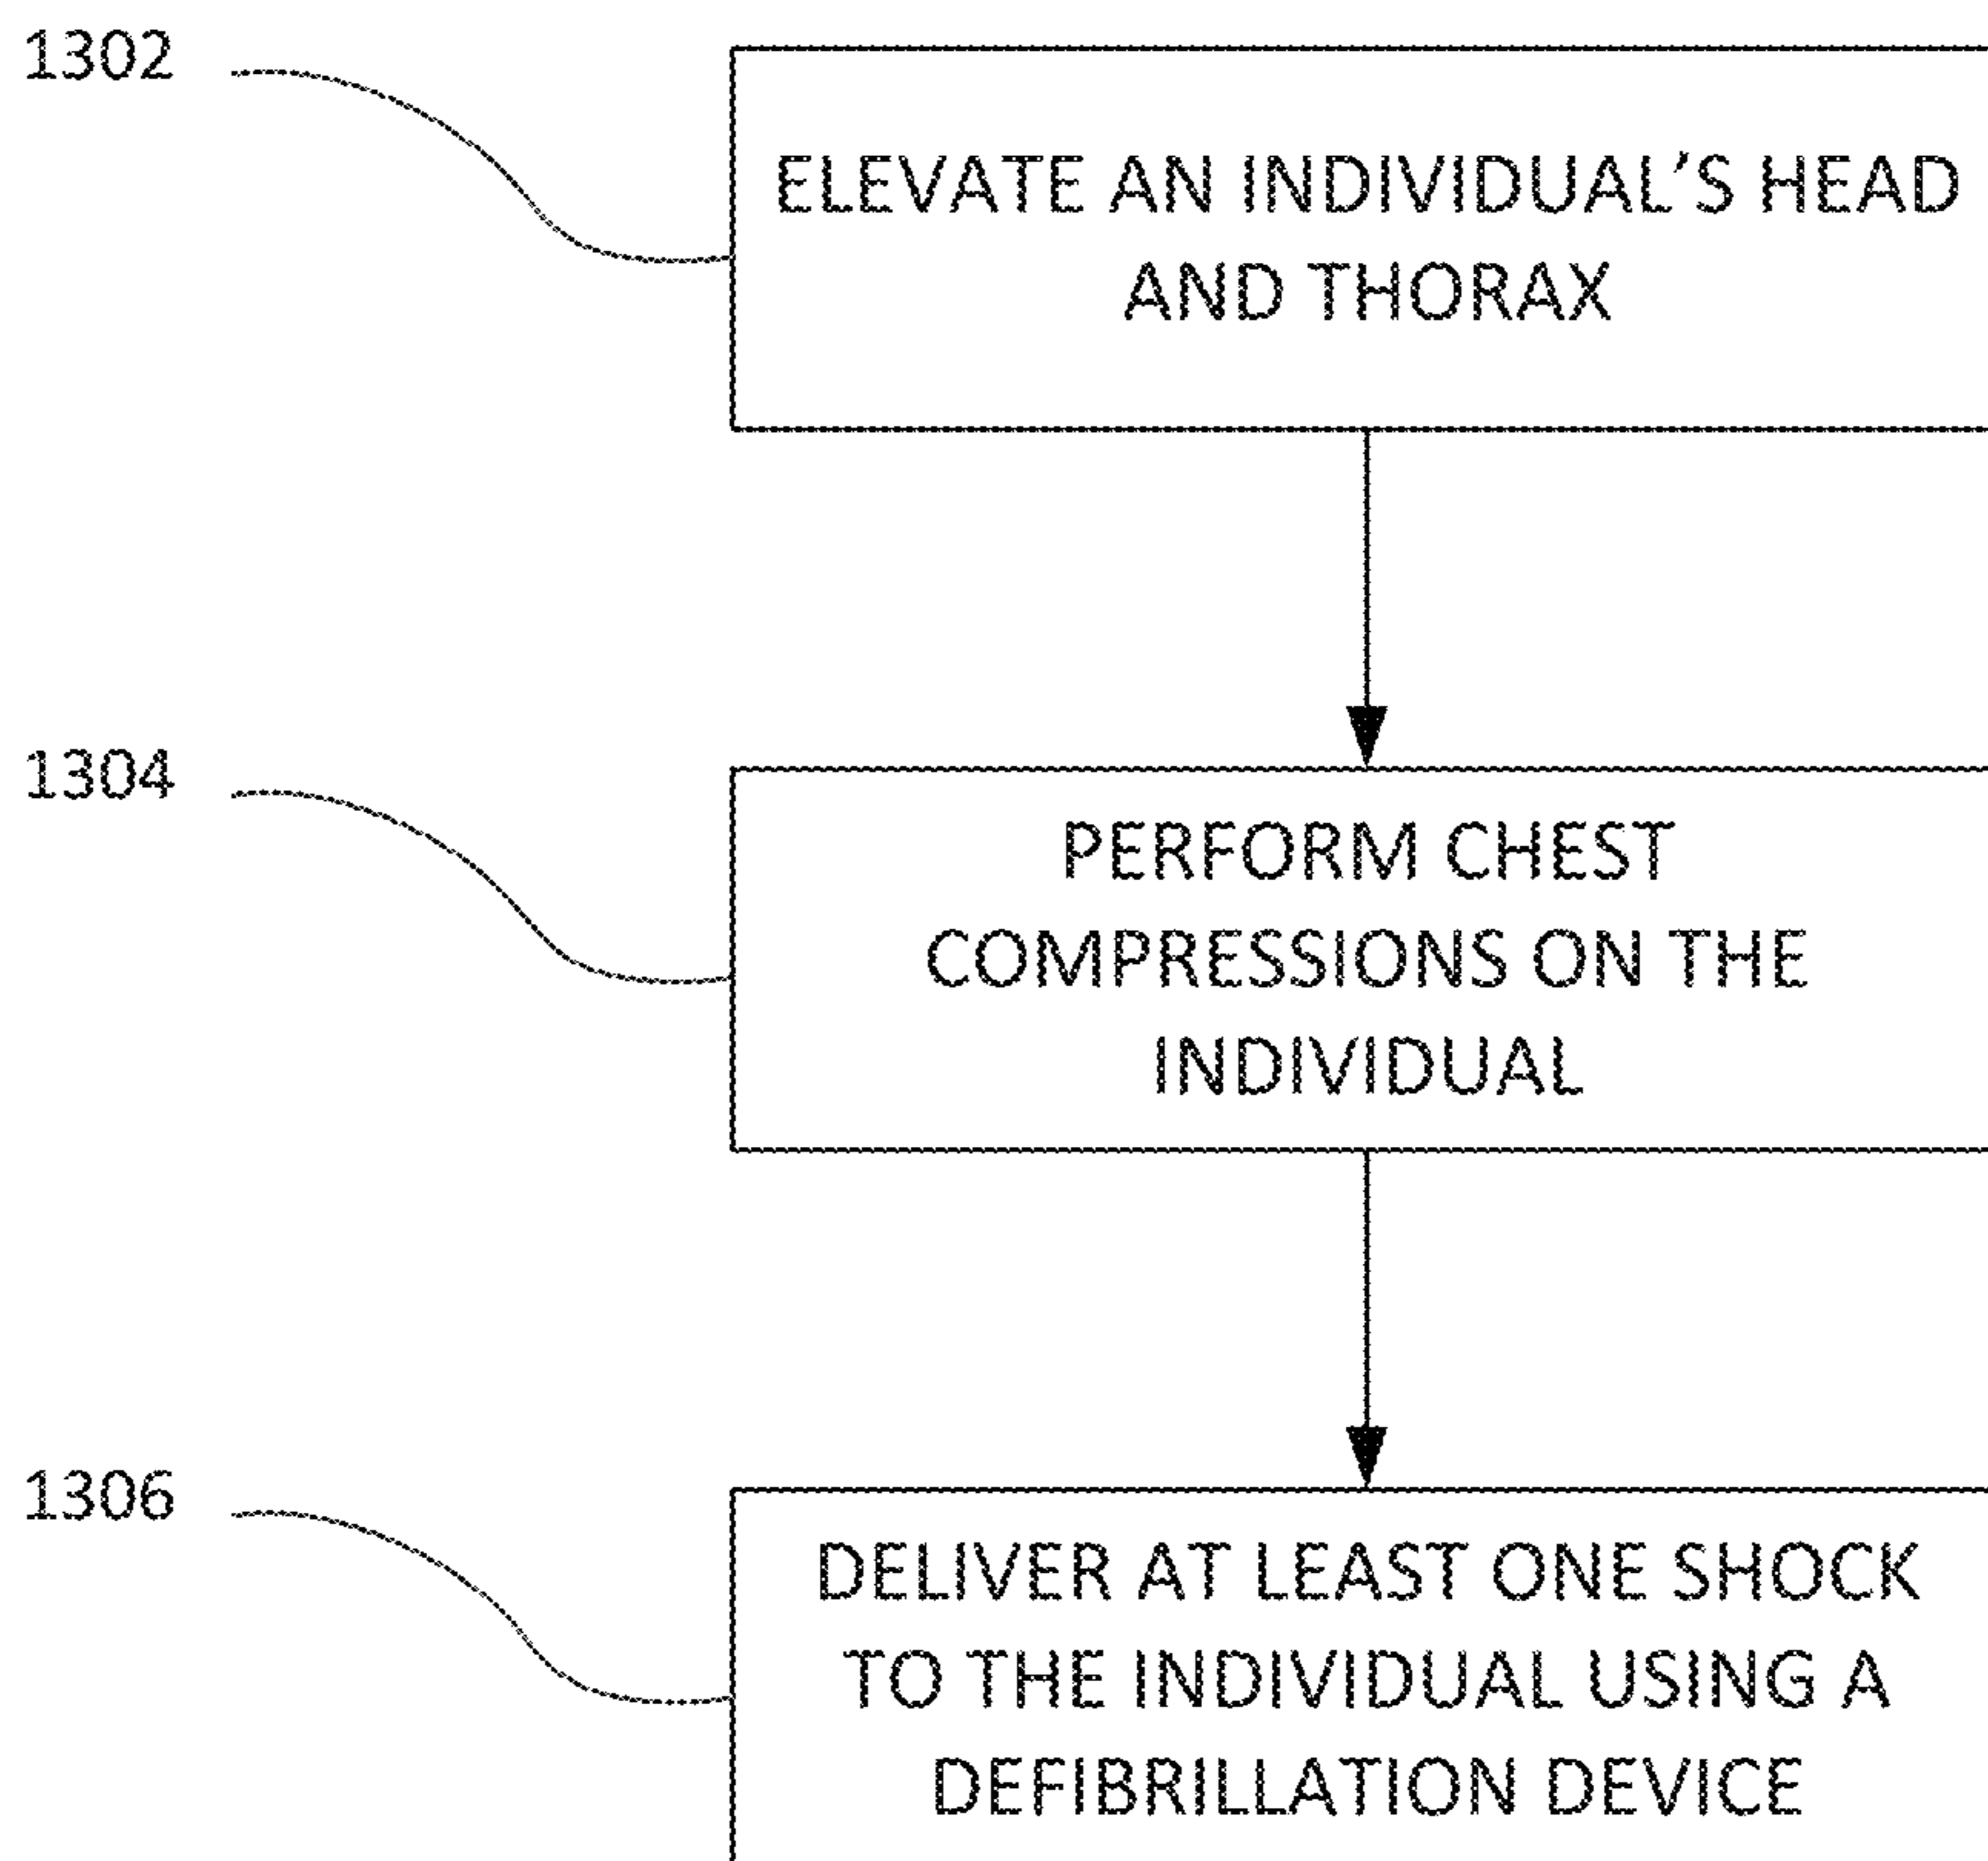 1302
ELEVATE AN INDIVIDUAL'S HEAD
AND THORAX
1304
PERFORM CHEST
COMPRESSIONS ON THE
INDIVIDUAL
1306
DELIVER AT LEAST ONE SHOCK
TO THE INDIVIDUAL USING A
DEFIBRILLATION DEVICE